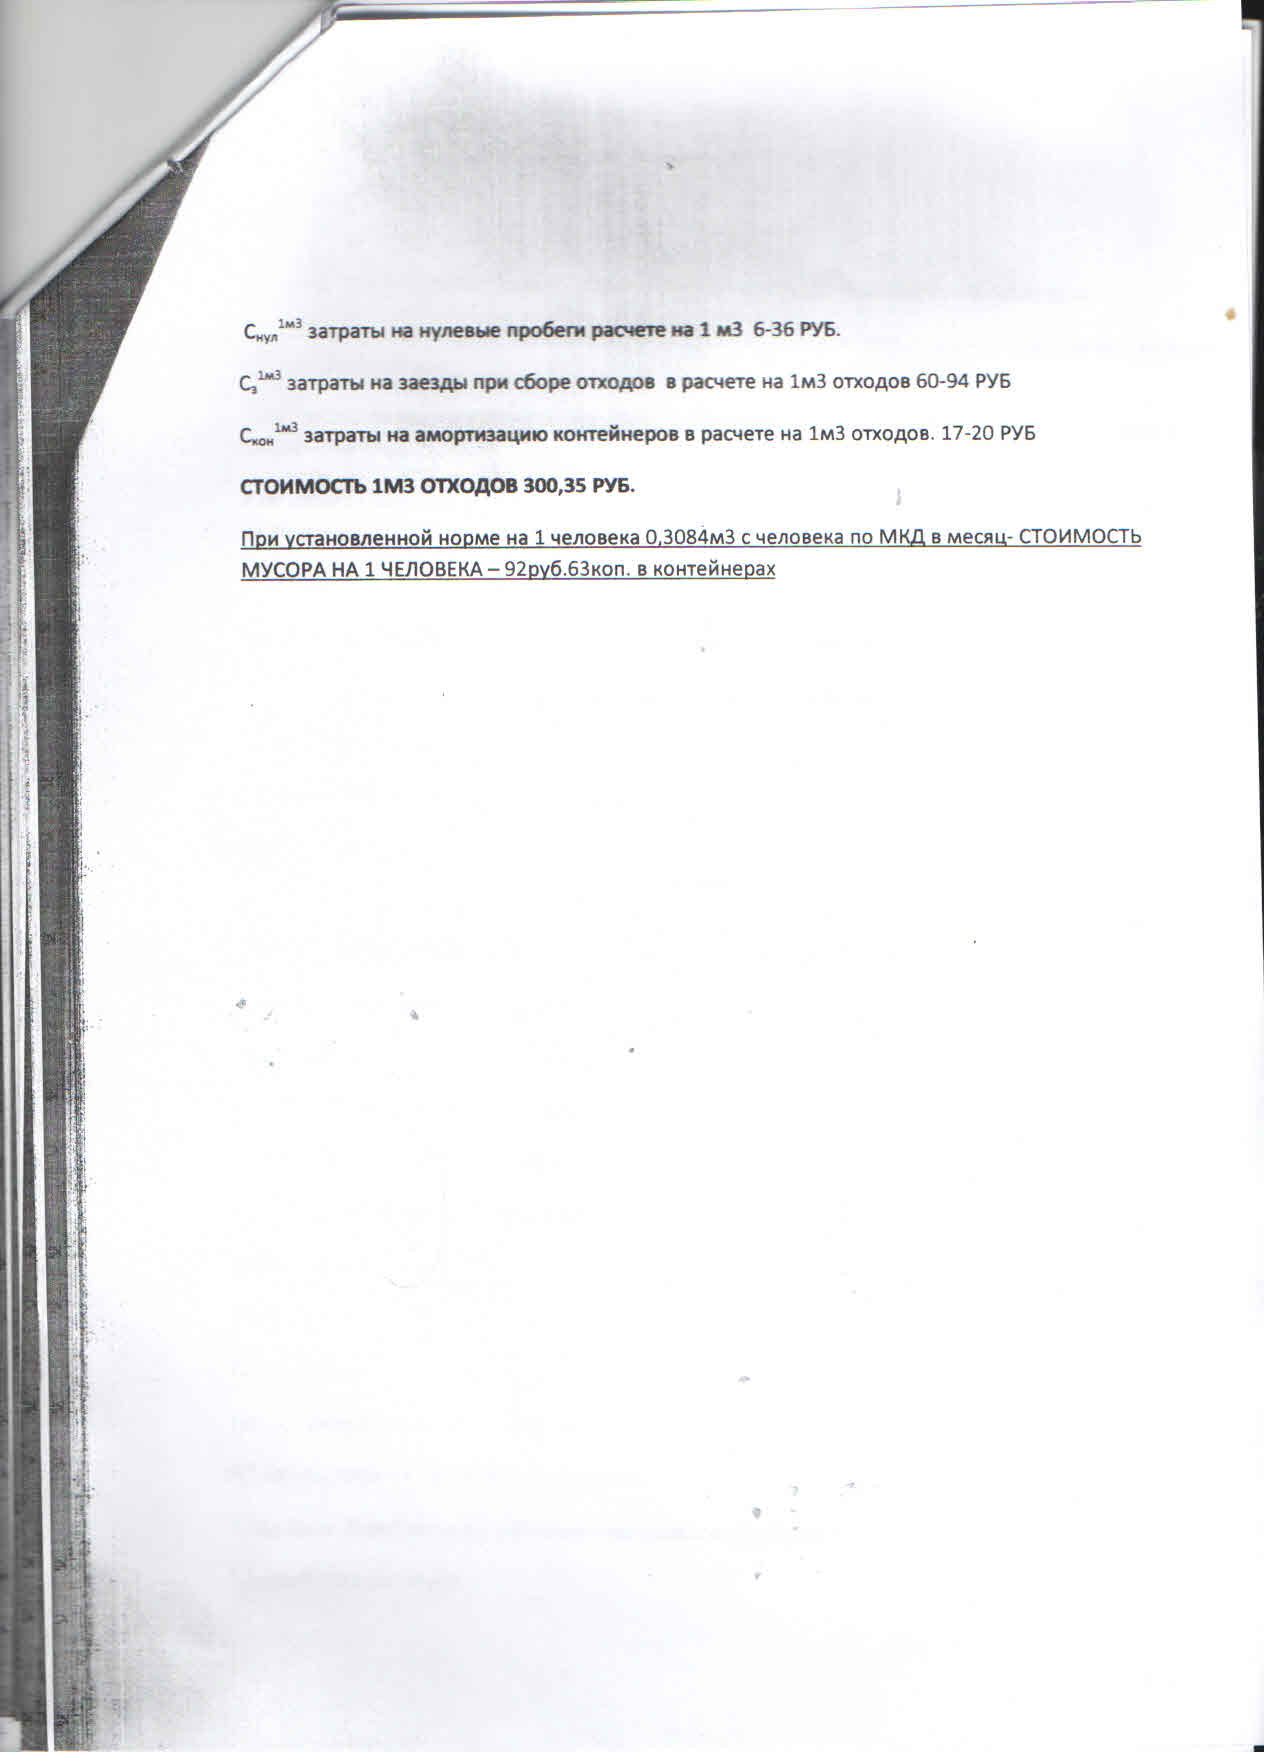 Снул1м3 затраты на нулевые пробеги расчете на 1 м3 6-36 РУБ.
Сз1м3 затраты на заезды при сборе отходов в расчете на 1м3 отходов 60-94 РУБ
Скон1м3 затраты на амортизацию контейнеров в расчете на 1м3 отходов. 17-20 РУБ
СТОИМОСТЬ 1М3 ОТХОДОВ 300,35 РУБ.
При установленной норме на 1 человека 0,3084м3 с человека по МКД в месяц- СТОИМОСТЬ
МУСОРА НА 1 ЧЕЛОВЕКА – 92руб.63коп. в контейнерах